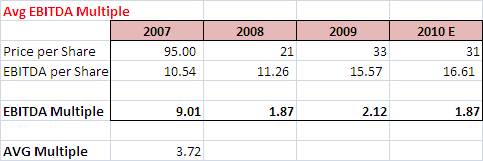 Avg EBITDA Multiple
2007 2008 2009 2010 E
Price per Share 95.00 21 33 31
EBITDA per Share 10.54 11.26 15.57 16.61
EBITDA Multiple 9.01 1.87 2.12 1.87
AVG Multiple 3.72